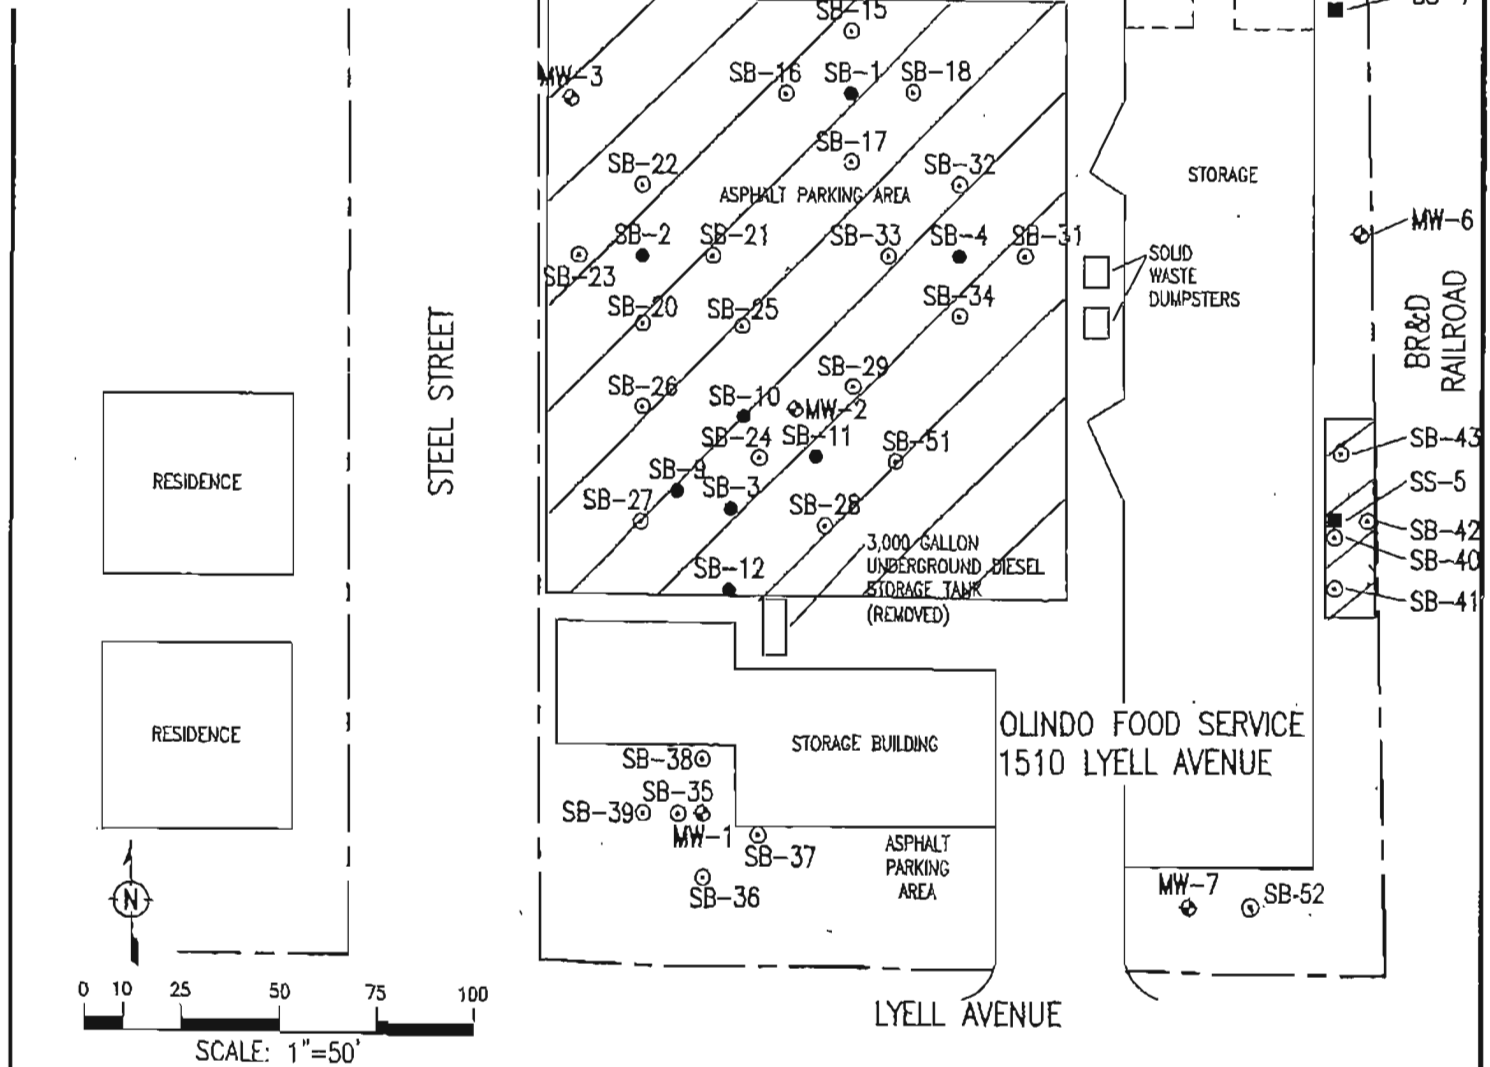 SB-15
MW-3
SB-16
SB-1
SB-18
SB-17
SB-22
SB-32
ASPHALT PARKING AREA
STORAGE
SB-2
SB-21
SB-33
SB-4
SB-31
MW-6
SB-23
SOLID
WASTE
DUMPSTERS
SB-20
SB-25
SB-34
STEEL STREET
BR&D
RAILROAD
SB-26
SB-10
SB-29
MW-2
SB-24
SB-11
SB-51
SB-43
RESIDENCE
SB-9
SB-3
SS-5
SB-27
SB-28
SB-42
3,000 GALLON
UNDERGROUND DIESEL
STORAGE TANK
(REMOVED)
SB-40
SB-12
SB-41
RESIDENCE
STORAGE BUILDING
OLINDO FOOD SERVICE
1510 LYELL AVENUE
SB-38
SB-35
SB-39
MW-1
SB-37
ASPHALT
PARKING
AREA
SB-36
MW-7
SB-52
N
0 10 25 50 75 100
SCALE: 1"=50'
LYELL AVENUE